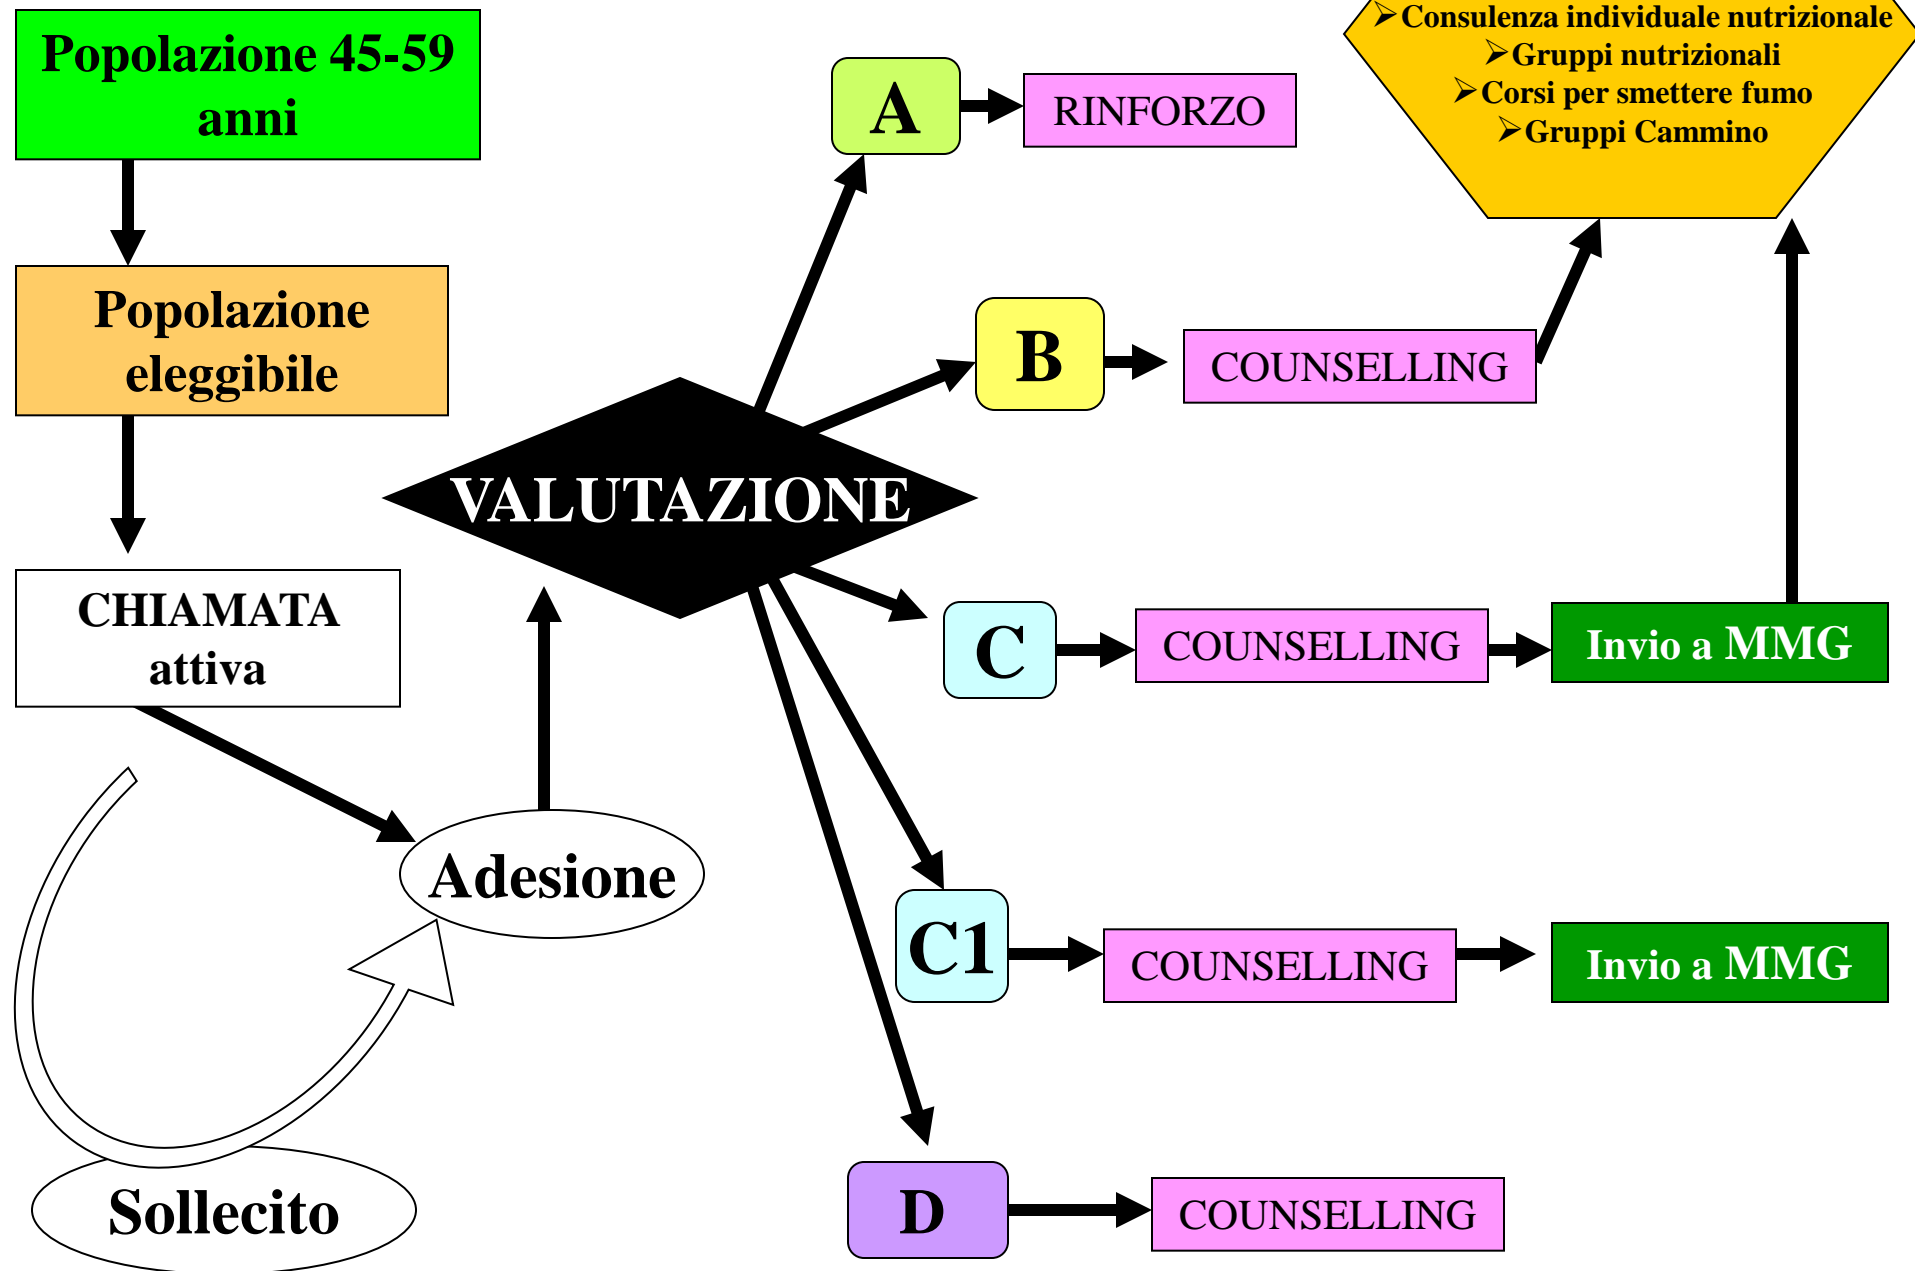 Popolazione 45-59
anni
Popolazione
eleggibile
CHIAMATA
attiva
Adesione
Sollecito
VALUTAZIONE
A
RINFORZO
➢Consulenza individuale nutrizionale
➢Gruppi nutrizionali
➢Corsi per smettere fumo
➢Gruppi Cammino
B
COUNSELLING
C
COUNSELLING
Invio a MMG
C1
COUNSELLING
Invio a MMG
D
COUNSELLING